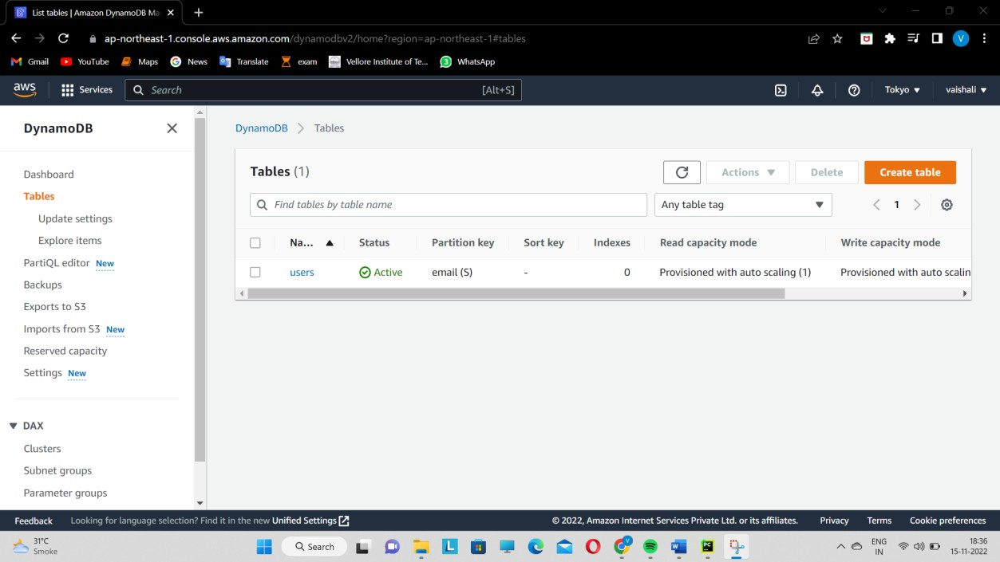 List tables | Amazon DynamoDB Ma
ap-northeast-1.console.aws.amazon.com/dynamodbv2/home?region=ap-northeast-1#tables
V
Gmail YouTube Maps News Translate exam Vellore Institute of Te... 3 WhatsApp
aws Services Search [Alt+S] Tokyo vaishali
DynamoDB
DynamoDB Tables
Dashboard
Tables
Update settings
Explore items
PartiQL editor New
Backups
Exports to S3
Imports from S3 New
Reserved capacity
Settings New
DAX
Clusters
Subnet groups
Parameter groups
Tables (1) Actions Delete Create table
Find tables by table name Any table tag 1
Na... Status Partition key Sort key Indexes Read capacity mode Write capacity mode
users Active email (S) - 0 Provisioned with auto scaling (1) Provisioned with auto scalin
Feedback Looking for language selection? Find it in the new Unified Settings © 2022, Amazon Internet Services Private Ltd. or its affiliates. Privacy Terms Cookie preferences
31°C
Smoke
Search
L
V
W
PC
ENG
IN
18:36
15-11-2022